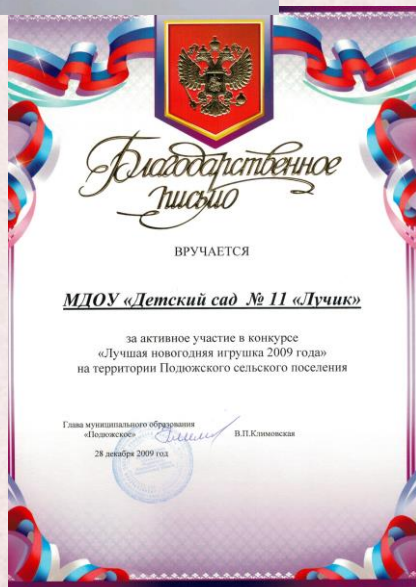 Благодарственное
письмо
ВРУЧАЕТСЯ
МДОУ «Детский сад № 11 «Лучик»
за активное участие в конкурсе
«Лучшая новогодняя игрушка 2009 года»
на территории Подюжского сельского поселения
Глава муниципального образования
«Подюжское» В.П.Климовская
28 декабря 2009 год